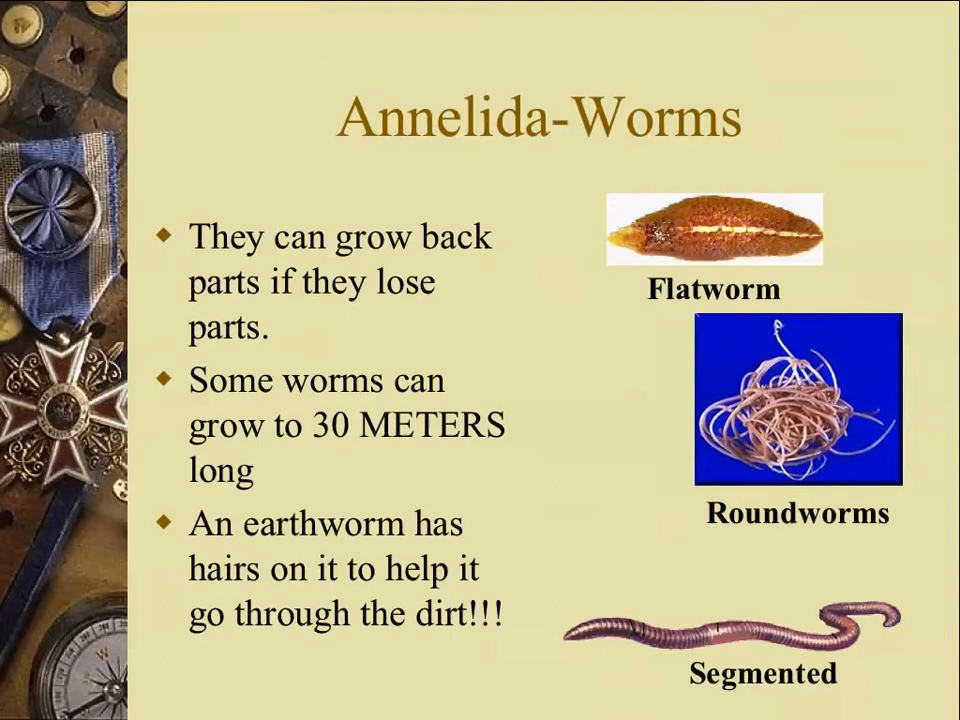 Annelida-Worms
They can grow back
parts if they lose
parts.
Some worms can
grow to 30 METERS
long
An earthworm has
hairs on it to help it
go through the dirt!!!
Flatworm
Roundworms
Segmented